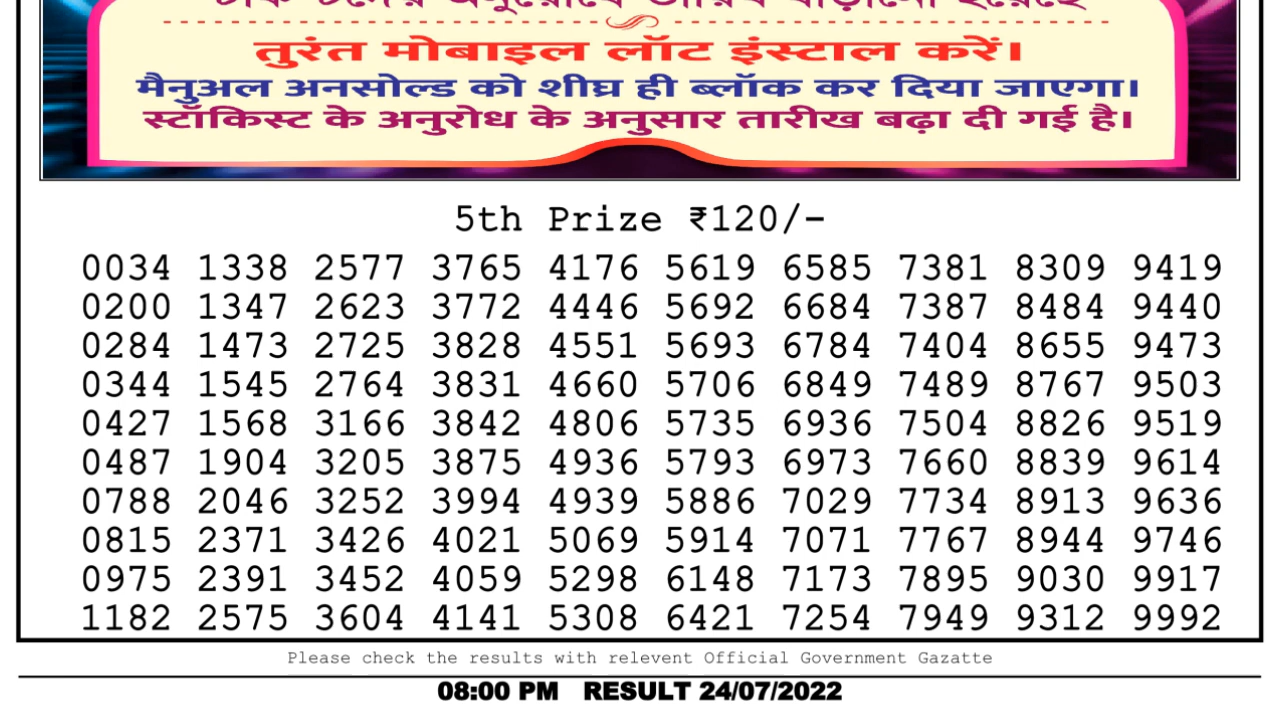 তারিখ বাড়ানো হয়েছে
तुरंत मोबाइल लॉट इंस्टाल करें।
मैनुअल अनसोल्ड को शीघ्र ही ब्लॉक कर दिया जाएगा।
स्टॉकिस्ट के अनुरोध के अनुसार तारीख बढ़ा दी गई है।
5th Prize ₹120/-
0034 1338 2577 3765 4176 5619 6585 7381 8309 9419
0200 1347 2623 3772 4446 5692 6684 7387 8484 9440
0284 1473 2725 3828 4551 5693 6784 7404 8655 9473
0344 1545 2764 3831 4660 5706 6849 7489 8767 9503
0427 1568 3166 3842 4806 5735 6936 7504 8826 9519
0487 1904 3205 3875 4936 5793 6973 7660 8839 9614
0788 2046 3252 3994 4939 5886 7029 7734 8913 9636
0815 2371 3426 4021 5069 5914 7071 7767 8944 9746
0975 2391 3452 4059 5298 6148 7173 7895 9030 9917
1182 2575 3604 4141 5308 6421 7254 7949 9312 9992
Please check the results with relevent Official Government Gazatte
08:00 PM RESULT 24/07/2022